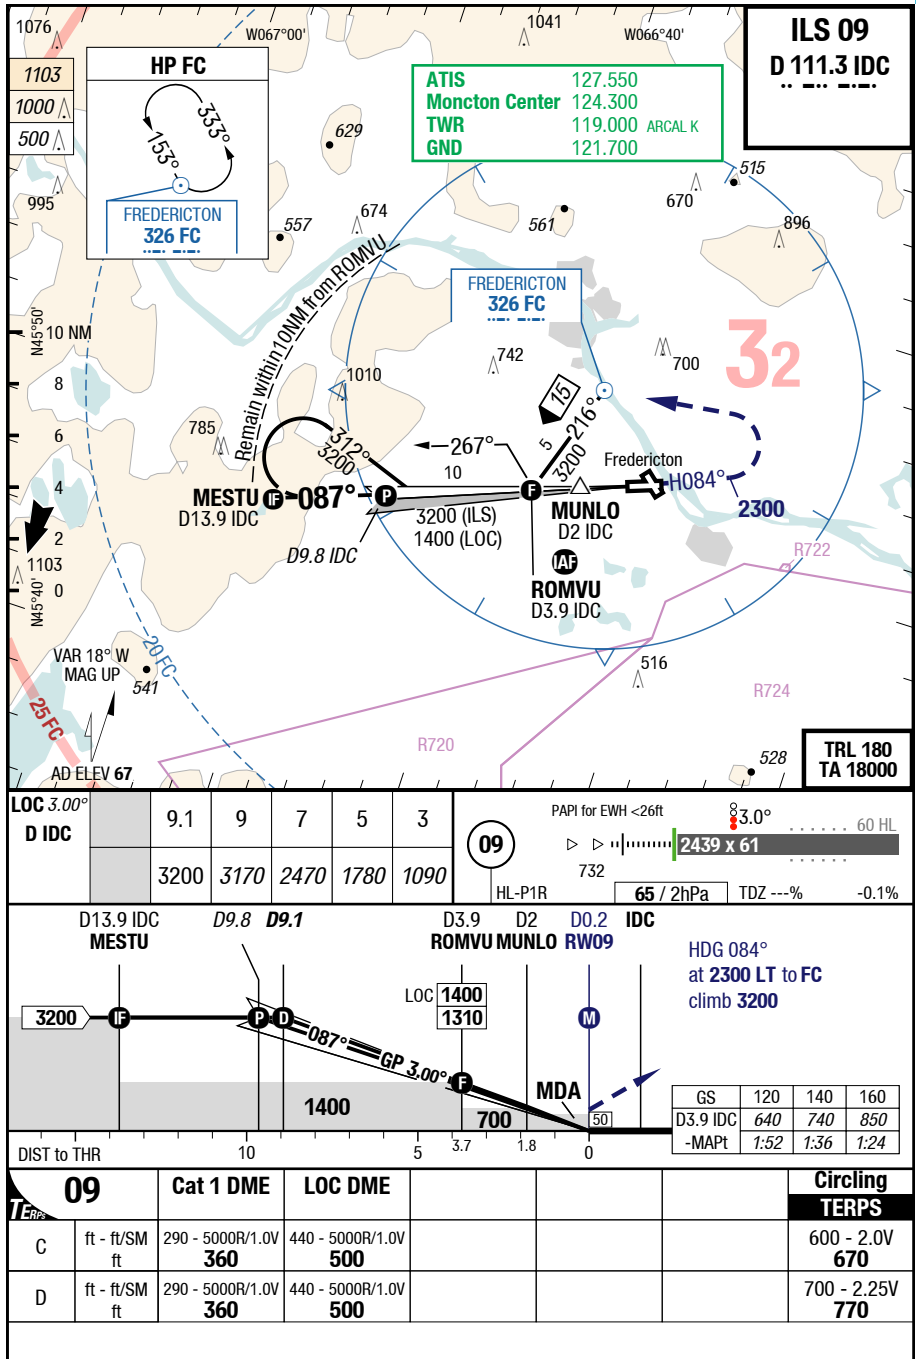 1076
W067°00'
1041
W066°40'
ILS 09
D 111.3 IDC
1103
1000
500
HP FC
333°
153°
FREDERICTON
326 FC
ATIS 127.550
Moncton Center 124.300
TWR 119.000 ARCAL K
GND 121.700
629
515
995
557
674
561
670
896
Remain within 10NM from ROMVU
FREDERICTON
326 FC
N45°50'
10 NM
8
6
4
2
0
N45°40'
742
700
32
1010
785
15
216°
5
3200
312°
3200
267°
10
Fredericton
MESTU
D13.9 IDC
IF
087°
P
F
H084°
2300
3200 (ILS)
1400 (LOC)
MUNLO
D2 IDC
D9.8 IDC
IAF
ROMVU
D3.9 IDC
R722
1103
VAR 18° W
MAG UP
541
20 FC
25 FC
516
R724
R720
528
AD ELEV 67
TRL 180
TA 18000
LOC 3.00°
D IDC
9.1 9 7 5 3
3200 3170 2470 1780 1090
09
PAPI for EWH <26ft
3.0°
60 HL
2439 x 61
732
HL-P1R
65 / 2hPa
TDZ ---%
-0.1%
D13.9 IDC D9.8 D9.1 D3.9 D2 D0.2 IDC
MESTU ROMVU MUNLO RW09
HDG 084°
at 2300 LT to FC
climb 3200
LOC 1400
1310
3200
IF
P
D
M
087°
GP 3.00°
F
MDA
1400
700
50
GS 120 140 160
D3.9 IDC 640 740 850
-MAPt 1:52 1:36 1:24
DIST to THR 10 5 3.7 1.8 0
TERPS
09 Cat 1 DME LOC DME Circling
TERPS
C ft - ft/SM 290 - 5000R/1.0V 440 - 5000R/1.0V 600 - 2.0V
ft 360 500 670
D ft - ft/SM 290 - 5000R/1.0V 440 - 5000R/1.0V 700 - 2.25V
ft 360 500 770